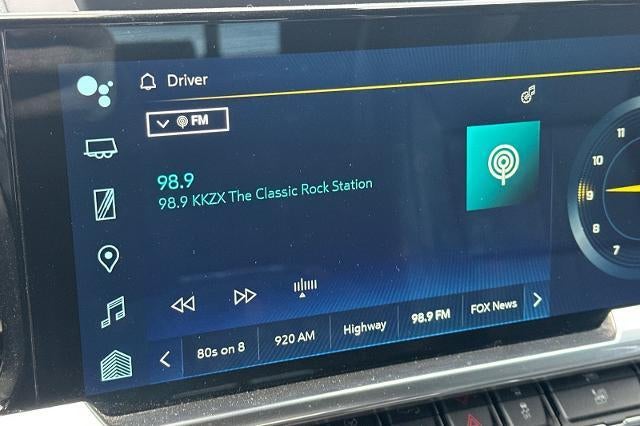 Driver
FM
98.9
98.9 KKZX The Classic Rock Station
80s on 8
920 AM
Highway
98.9 FM
FOX News
11
10
9
8
7